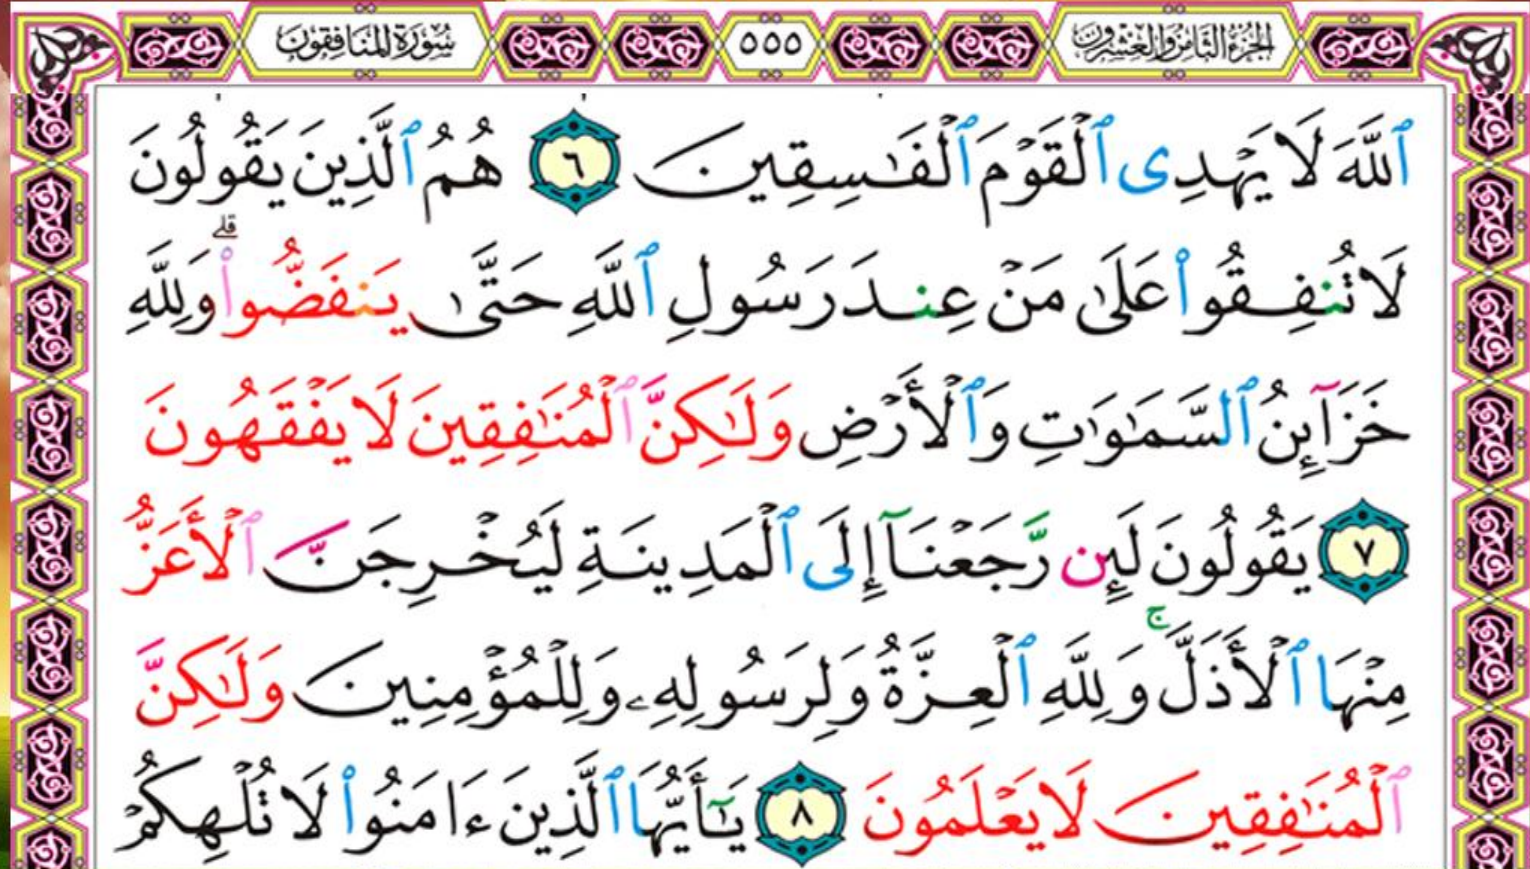 الجزء الثامن والعشرون ٥٥٥ سورة المنافقون
ٱللَّهَ لَا يَهْدِى ٱلْقَوْمَ ٱلْفَـٰسِقِينَ ٦ هُمُ ٱلَّذِينَ يَقُولُونَ
لَا تُنفِقُوا۟ عَلَىٰ مَنْ عِندَ رَسُولِ ٱللَّهِ حَتَّىٰ يَنفَضُّوا۟ ۗ وَلِلَّهِ
خَزَآئِنُ ٱلسَّمَـٰوَٰتِ وَٱلْأَرْضِ وَلَـٰكِنَّ ٱلْمُنَـٰفِقِينَ لَا يَفْقَهُونَ
٧ يَقُولُونَ لَئِن رَّجَعْنَآ إِلَى ٱلْمَدِينَةِ لَيُخْرِجَنَّ ٱلْأَعَزُّ
مِنْهَا ٱلْأَذَلَّ ۚ وَلِلَّهِ ٱلْعِزَّةُ وَلِرَسُولِهِۦ وَلِلْمُؤْمِنِينَ وَلَـٰكِنَّ
ٱلْمُنَـٰفِقِينَ لَا يَعْلَمُونَ ٨ يَـٰٓأَيُّهَا ٱلَّذِينَ ءَامَنُوا۟ لَا تُلْهِكُمْ